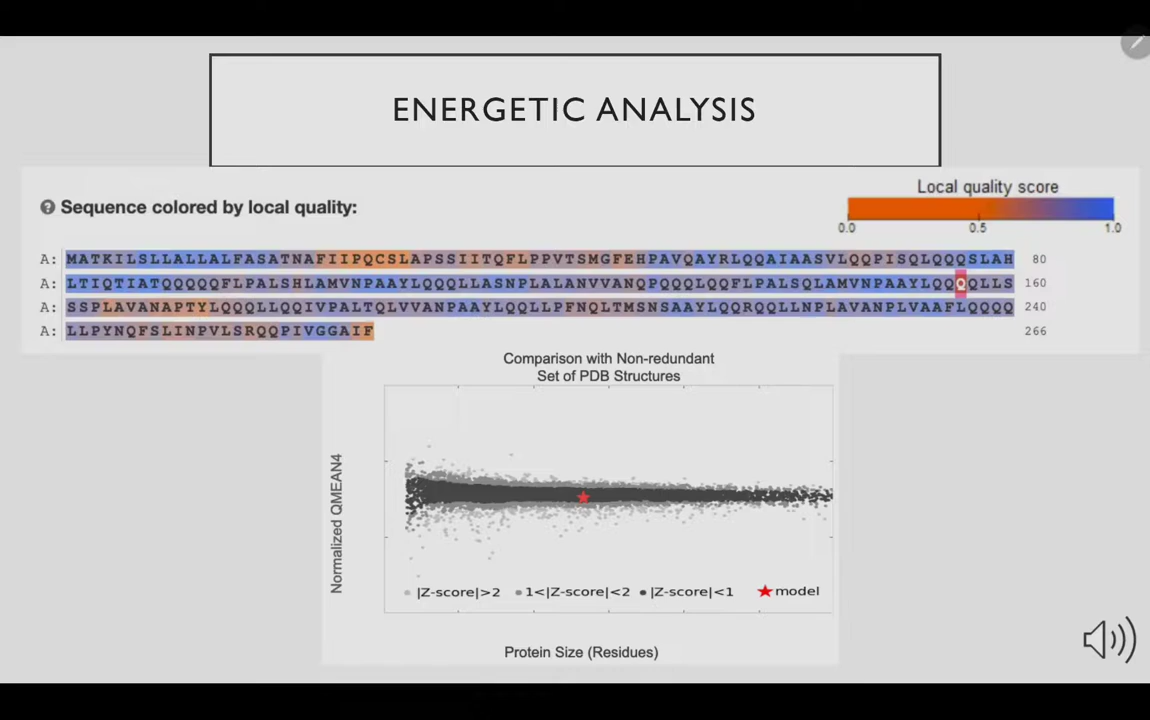 ENERGETIC ANALYSIS
Local quality score
Sequence colored by local quality:
0.0 0.5 1.0
A: MATKILSLLALLALFASATNAFIIPQCSLAPSSIITQFLPPVTSMGFEHPAVQAYRLQQAIAASVLQQPISQLQQQSLAH 80
A: LTIQTIATQQQQQFLPALSHLAMVNPAAYLQQQLLASNPLALANVVANQPQQQLQQFLPALSQLAMVNPAAYLQQQQLLS 160
A: SSPLAVANAPTYLQQQLLQQIVPALTQLVVANPAAYLQQLLPFNQLTMSNSAAYLQQRQQLLNPLAVANPLVAAFLQQQQ 240
A: LLPYNQFSLINPVLSRQQPIVGGAIF 266
Comparison with Non-redundant
Set of PDB Structures
Normalized QMEAN4
|Z-score|>2 1<|Z-score|<2 |Z-score|<1 model
Protein Size (Residues)